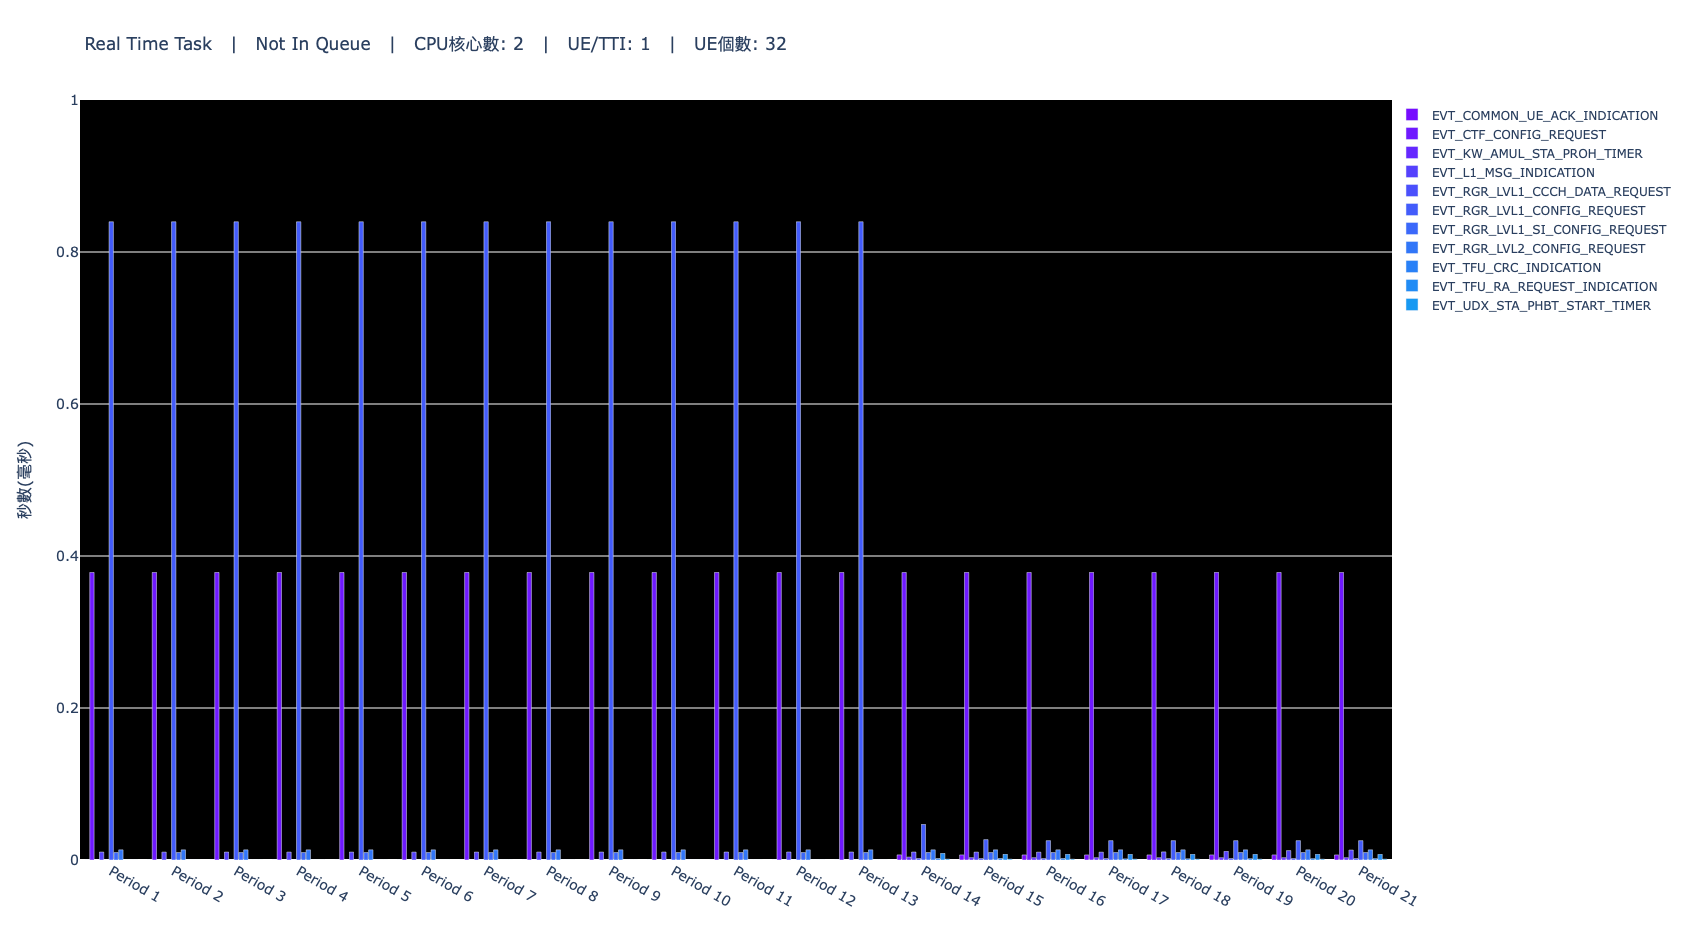 Real Time Task | Not In Queue | CPU核心數: 2 | UE/TTI: 1 | UE個數: 32
1
0.8
0.6
0.4
0.2
0
秒數(毫秒)
Period 1
Period 2
Period 3
Period 4
Period 5
Period 6
Period 7
Period 8
Period 9
Period 10
Period 11
Period 12
Period 13
Period 14
Period 15
Period 16
Period 17
Period 18
Period 19
Period 20
Period 21
EVT_COMMON_UE_ACK_INDICATION
EVT_CTF_CONFIG_REQUEST
EVT_KW_AMUL_STA_PROH_TIMER
EVT_L1_MSG_INDICATION
EVT_RGR_LVL1_CCCH_DATA_REQUEST
EVT_RGR_LVL1_CONFIG_REQUEST
EVT_RGR_LVL1_SI_CONFIG_REQUEST
EVT_RGR_LVL2_CONFIG_REQUEST
EVT_TFU_CRC_INDICATION
EVT_TFU_RA_REQUEST_INDICATION
EVT_UDX_STA_PHBT_START_TIMER